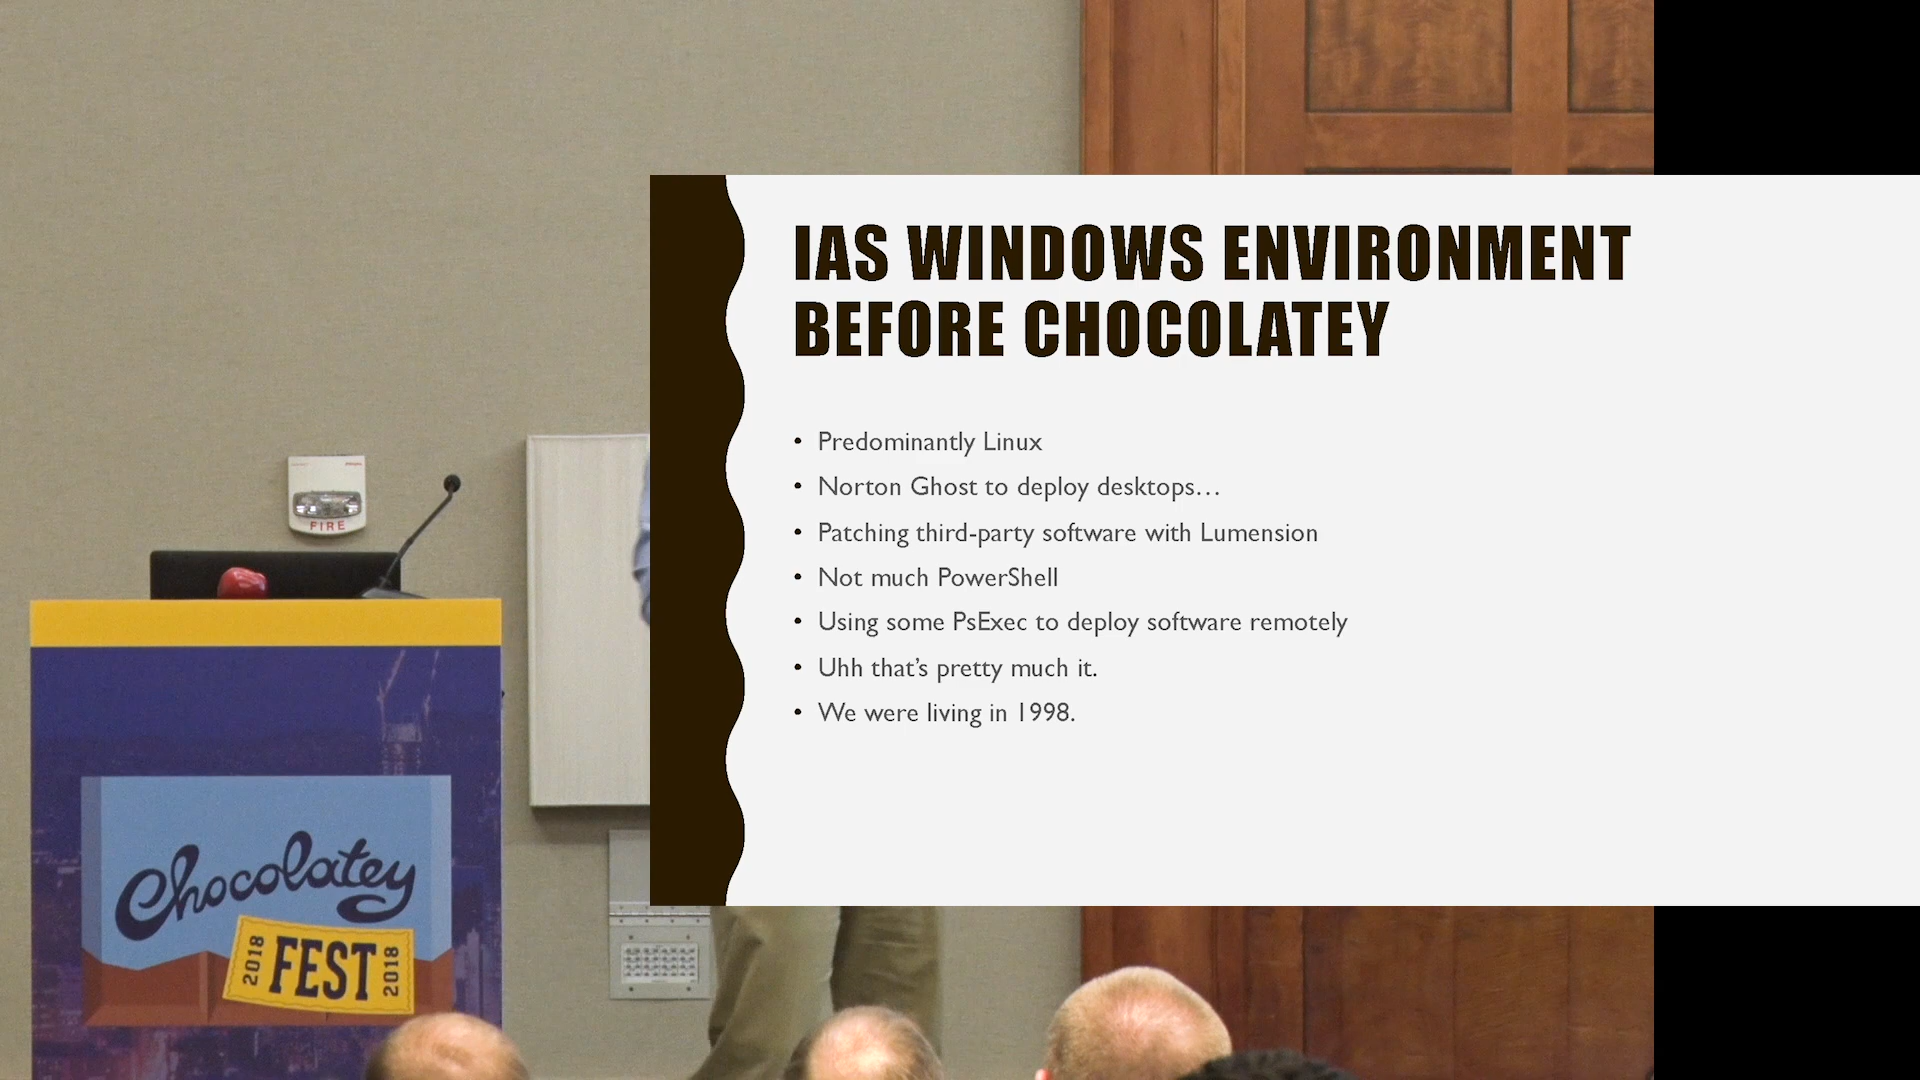 IAS WINDOWS ENVIRONMENT
BEFORE CHOCOLATEY
• Predominantly Linux
• Norton Ghost to deploy desktops…
• Patching third-party software with Lumension
• Not much PowerShell
• Using some PsExec to deploy software remotely
• Uhh that's pretty much it.
• We were living in 1998.
FIRE
Chocolatey
2018 FEST 2018